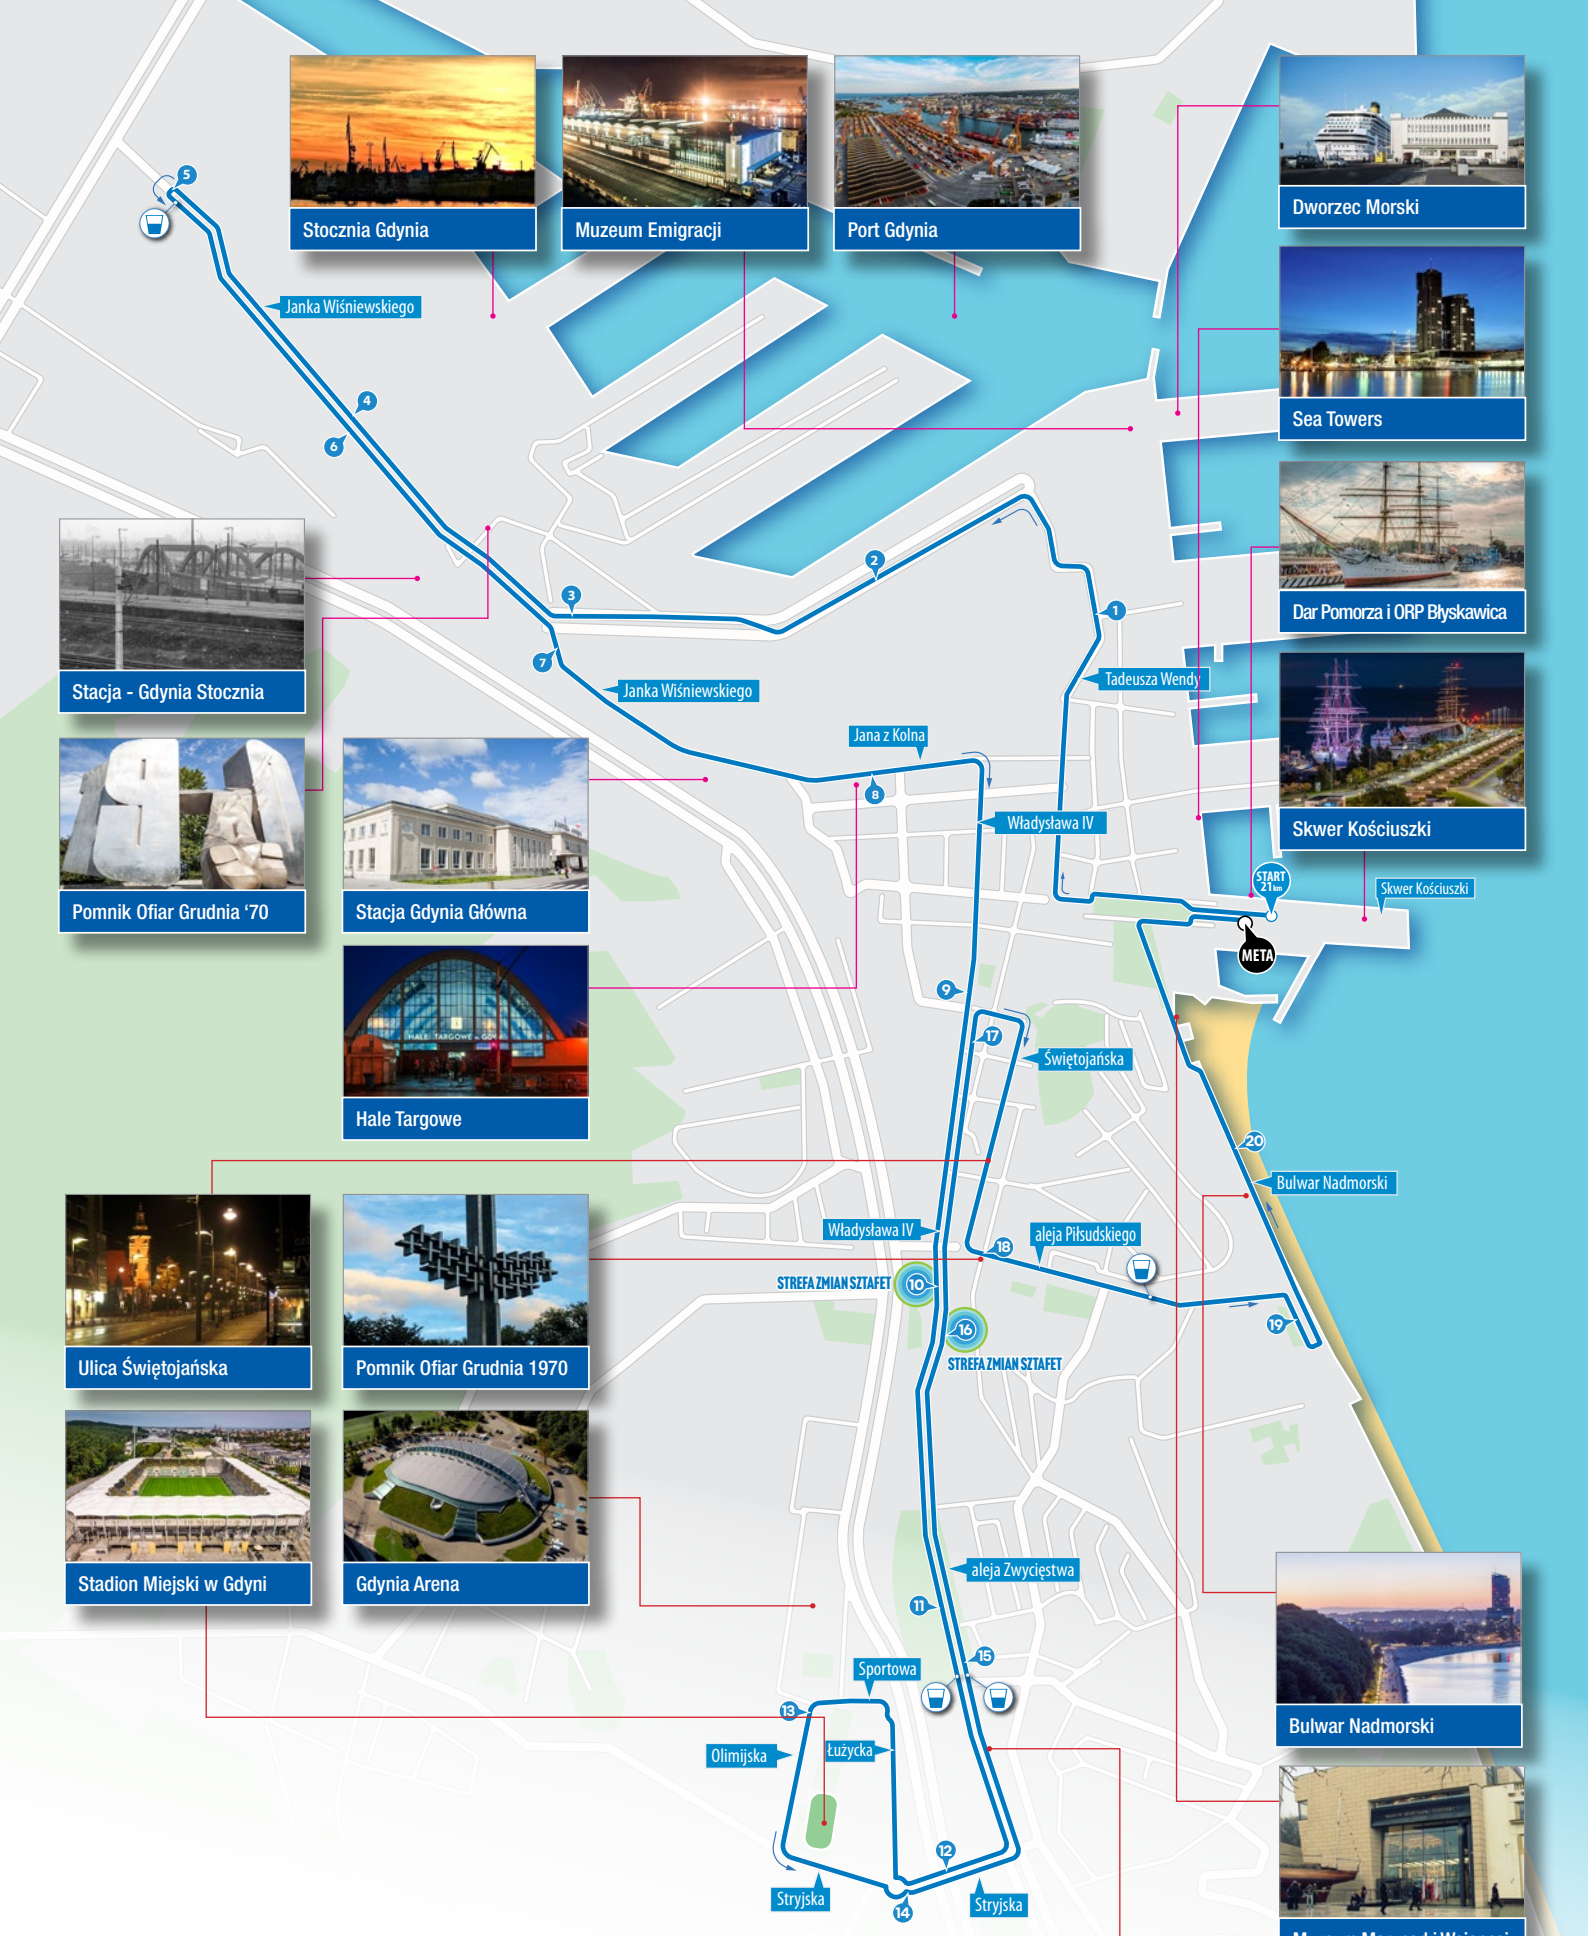 Stocznia Gdynia
Muzeum Emigracji
Port Gdynia
Dworzec Morski
5
Janka Wiśniewskiego
Sea Towers
4
6
2
3
1
Dar Pomorza i ORP Błyskawica
7
Stacja - Gdynia Stocznia
Janka Wiśniewskiego
Tadeusza Wendy
Jana z Kolna
8
Władysława IV
Skwer Kościuszki
START
21km
Skwer Kościuszki
Pomnik Ofiar Grudnia ‘70
Stacja Gdynia Główna
META
9
17
HALE TARGOWE
Świętojańska
Hale Targowe
20
Bulwar Nadmorski
Władysława IV
aleja Piłsudskiego
18
STREFA ZMIAN SZTAFET
10
16
19
STREFA ZMIAN SZTAFET
Ulica Świętojańska
Pomnik Ofiar Grudnia 1970
aleja Zwycięstwa
Stadion Miejski w Gdyni
Gdynia Arena
11
15
Sportowa
13
Bulwar Nadmorski
Olimijska
Łużycka
12
Stryjska
Stryjska
14